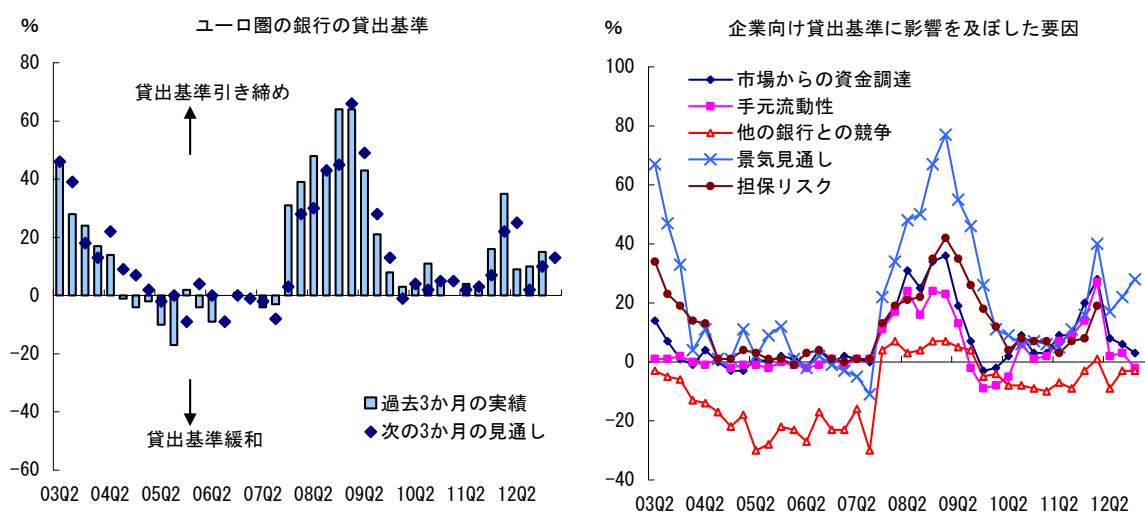 ユーロ圏の銀行の貸出基準
%
80
60
40
20
0
-20
-40
-60
貸出基準引き締め
貸出基準緩和
過去3か月の実績
次の3か月の見通し
03Q2 04Q2 05Q2 06Q2 07Q2 08Q2 09Q2 10Q2 11Q2 12Q2
企業向け貸出基準に影響を及ぼした要因
%
100
80
60
40
20
0
-20
-40
市場からの資金調達
手元流動性
他の銀行との競争
景気見通し
担保リスク
03Q2 04Q2 05Q2 06Q2 07Q2 08Q2 09Q2 10Q2 11Q2 12Q2